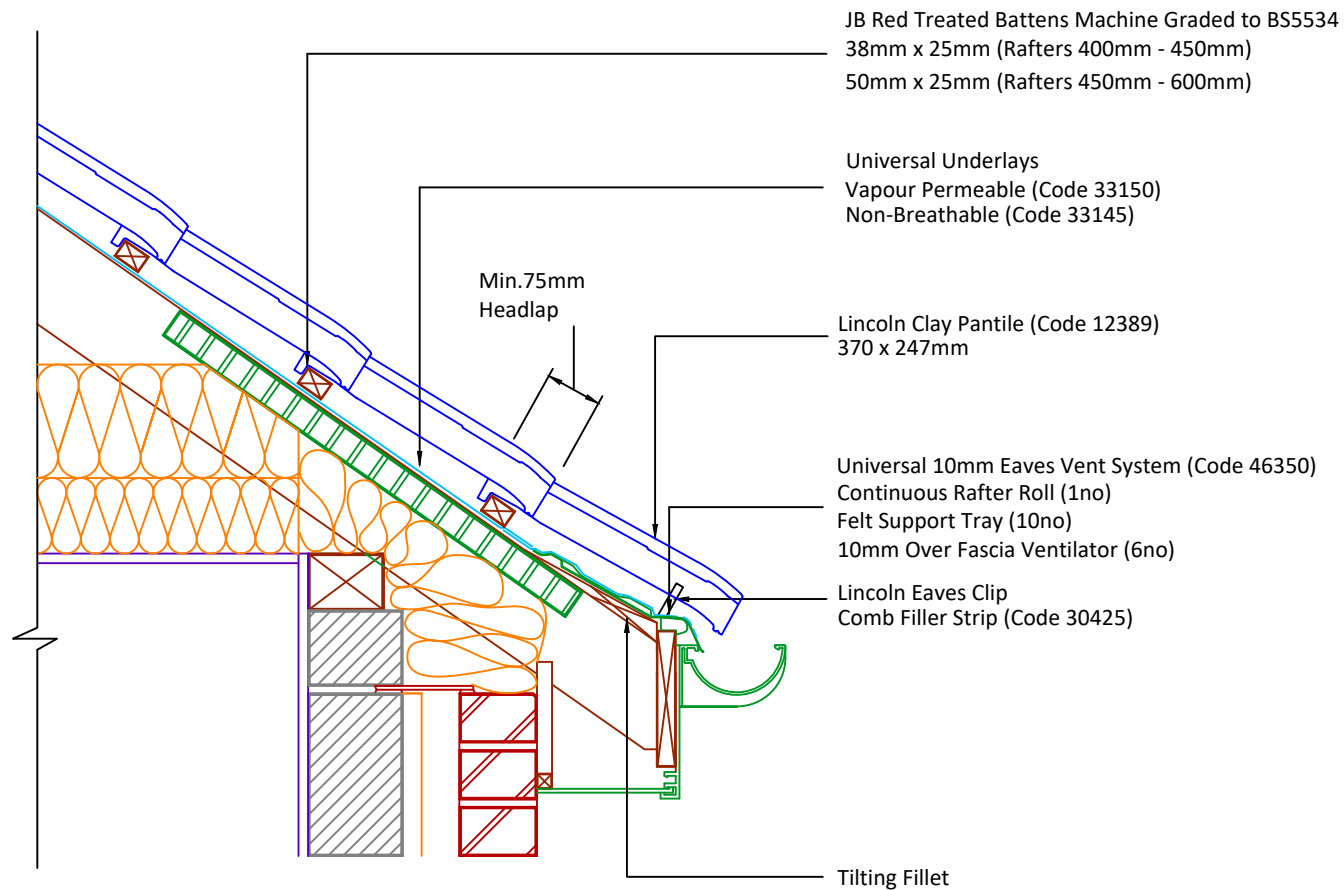 JB Red Treated Battens Machine Graded to BS5534
38mm x 25mm (Rafters 400mm - 450mm)
50mm x 25mm (Rafters 450mm - 600mm)
Universal Underlays
Vapour Permeable (Code 33150)
Non-Breathable (Code 33145)
Min.75mm
Headlap
Lincoln Clay Pantile (Code 12389)
370 x 247mm
Universal 10mm Eaves Vent System (Code 46350)
Continuous Rafter Roll (1no)
Felt Support Tray (10no)
10mm Over Fascia Ventilator (6no)
Lincoln Eaves Clip
Comb Filler Strip (Code 30425)
Tilting Fillet